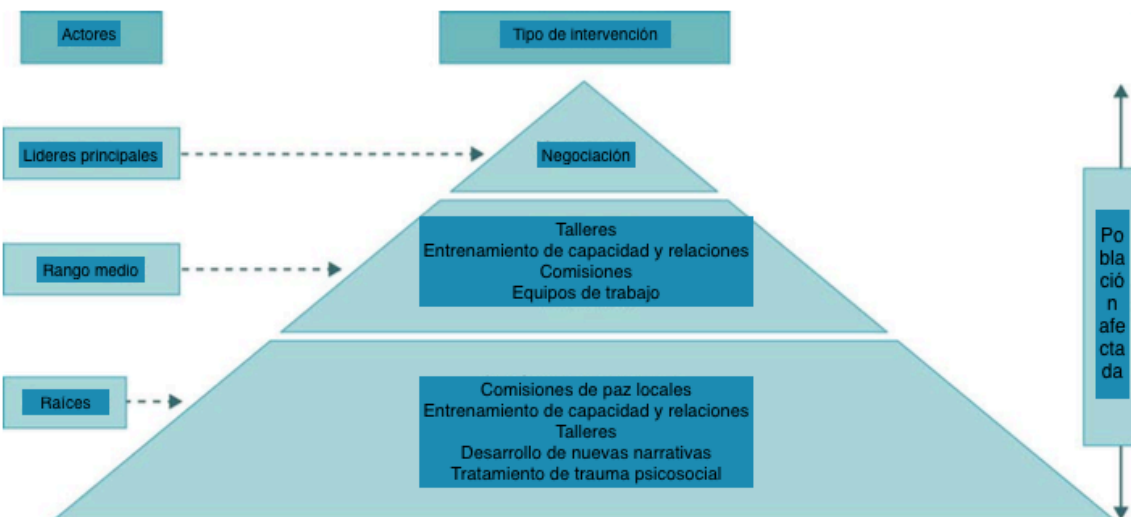 Actores
Tipo de intervención
Lideres principales
Negociación
Rango medio
Talleres
Entrenamiento de capacidad y relaciones
Comisiones
Equipos de trabajo
Raíces
Comisiones de paz locales
Entrenamiento de capacidad y relaciones
Talleres
Desarrollo de nuevas narrativas
Tratamiento de trauma psicosocial
Po
bla
ció
n
afe
cta
da